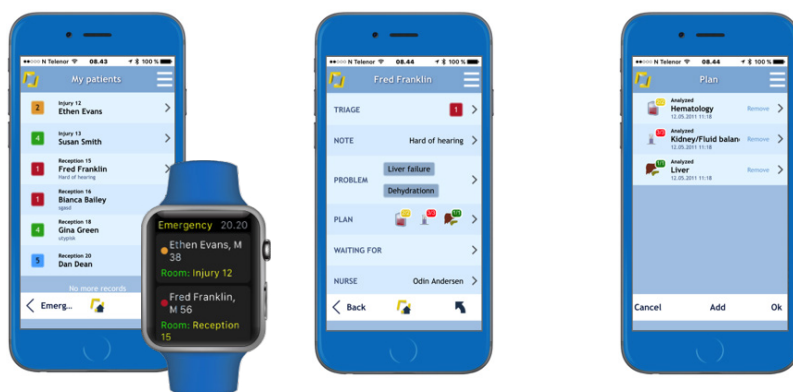 N Telenor 08.43 100 %
My patients
2
Injury 12
Ethen Evans
4
Injury 13
Susan Smith
1
Reception 15
Fred Franklin
Hard of hearing
1
Reception 16
Bianca Bailey
4
Reception 18
Gina Green
utypisk
5
Reception 20
Dan Dean
No more records
Emerg...
Emergency 20.20
Ethen Evans, M
38
Room: Injury 12
Fred Franklin,
M 56
Room: Reception
15
N Telenor 08.44 100 %
Fred Franklin
TRIAGE 1
NOTE Hard of hearing
PROBLEM
Liver failure
Dehydrationn
PLAN
WAITING FOR
NURSE Odin Andersen
Back
N Telenor 08.44 100 %
Plan
Analyzed
Hematology Remove
12.05.2011 11:18
Analyzed
Kidney/Fluid balan Remove
12.05.2011 11:18
Analyzed
Liver Remove
12.05.2011 11:18
Cancel Add Ok